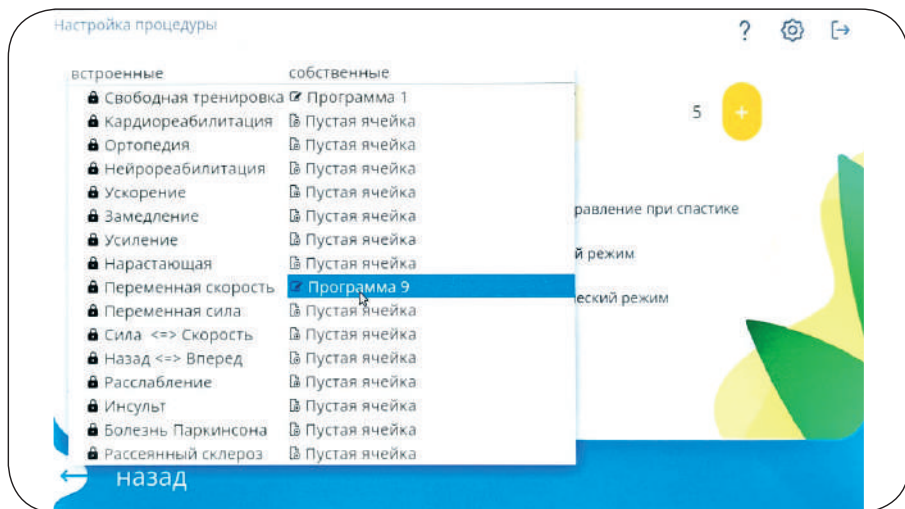 Настройка процедуры
?
встроенные собственные
Свободная тренировка Программа 1
Кардиореабилитация Пустая ячейка
5 +
Ортопедия Пустая ячейка
Нейрореабилитация Пустая ячейка
Ускорение Пустая ячейка
Замедление Пустая ячейка
равление при спастике
Усиление Пустая ячейка
Нарастающая Пустая ячейка
й режим
Переменная скорость Программа 9
еский режим
Переменная сила Пустая ячейка
Сила <=> Скорость Пустая ячейка
Назад <=> Вперед Пустая ячейка
Расслабление Пустая ячейка
Инсульт Пустая ячейка
Болезнь Паркинсона Пустая ячейка
Рассеянный склероз Пустая ячейка
← назад